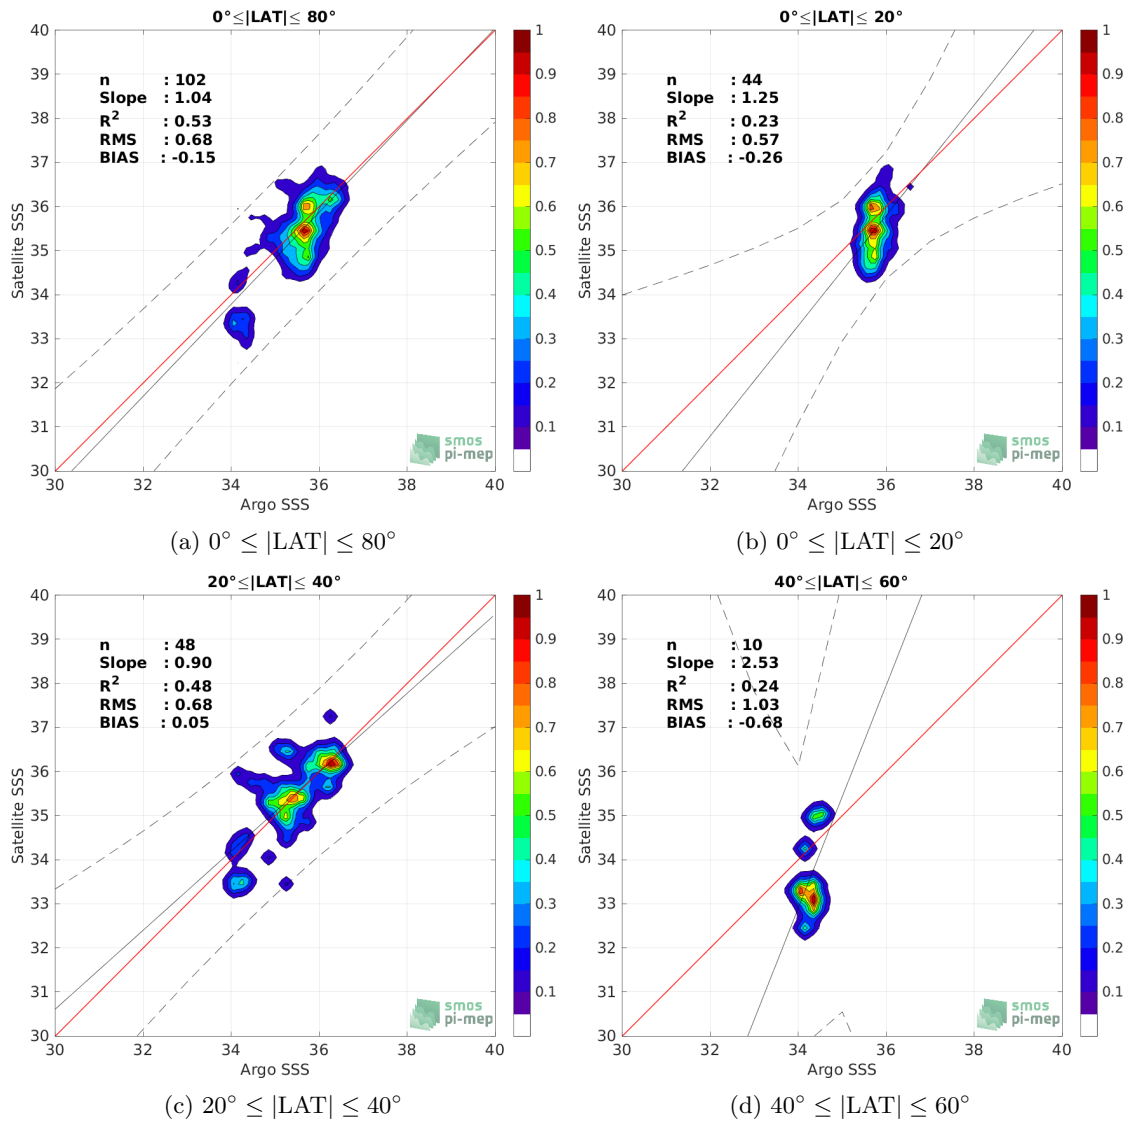 0°≤|LAT|≤ 80°
n : 102
Slope : 1.04
R² : 0.53
RMS : 0.68
BIAS : -0.15
40
39
38
37
36
35
34
33
32
31
30
30 32 34 36 38 40
Satellite SSS
Argo SSS
1
0.9
0.8
0.7
0.6
0.5
0.4
0.3
0.2
0.1
smos
pi-mep
(a) 0° ≤ |LAT| ≤ 80°
0°≤|LAT|≤ 20°
n : 44
Slope : 1.25
R² : 0.23
RMS : 0.57
BIAS : -0.26
40
39
38
37
36
35
34
33
32
31
30
30 32 34 36 38 40
Satellite SSS
Argo SSS
1
0.9
0.8
0.7
0.6
0.5
0.4
0.3
0.2
0.1
smos
pi-mep
(b) 0° ≤ |LAT| ≤ 20°
20°≤|LAT|≤ 40°
n : 48
Slope : 0.90
R² : 0.48
RMS : 0.68
BIAS : 0.05
40
39
38
37
36
35
34
33
32
31
30
30 32 34 36 38 40
Satellite SSS
Argo SSS
1
0.9
0.8
0.7
0.6
0.5
0.4
0.3
0.2
0.1
smos
pi-mep
(c) 20° ≤ |LAT| ≤ 40°
40°≤|LAT|≤ 60°
n : 10
Slope : 2.53
R² : 0.24
RMS : 1.03
BIAS : -0.68
40
39
38
37
36
35
34
33
32
31
30
30 32 34 36 38 40
Satellite SSS
Argo SSS
1
0.9
0.8
0.7
0.6
0.5
0.4
0.3
0.2
0.1
smos
pi-mep
(d) 40° ≤ |LAT| ≤ 60°